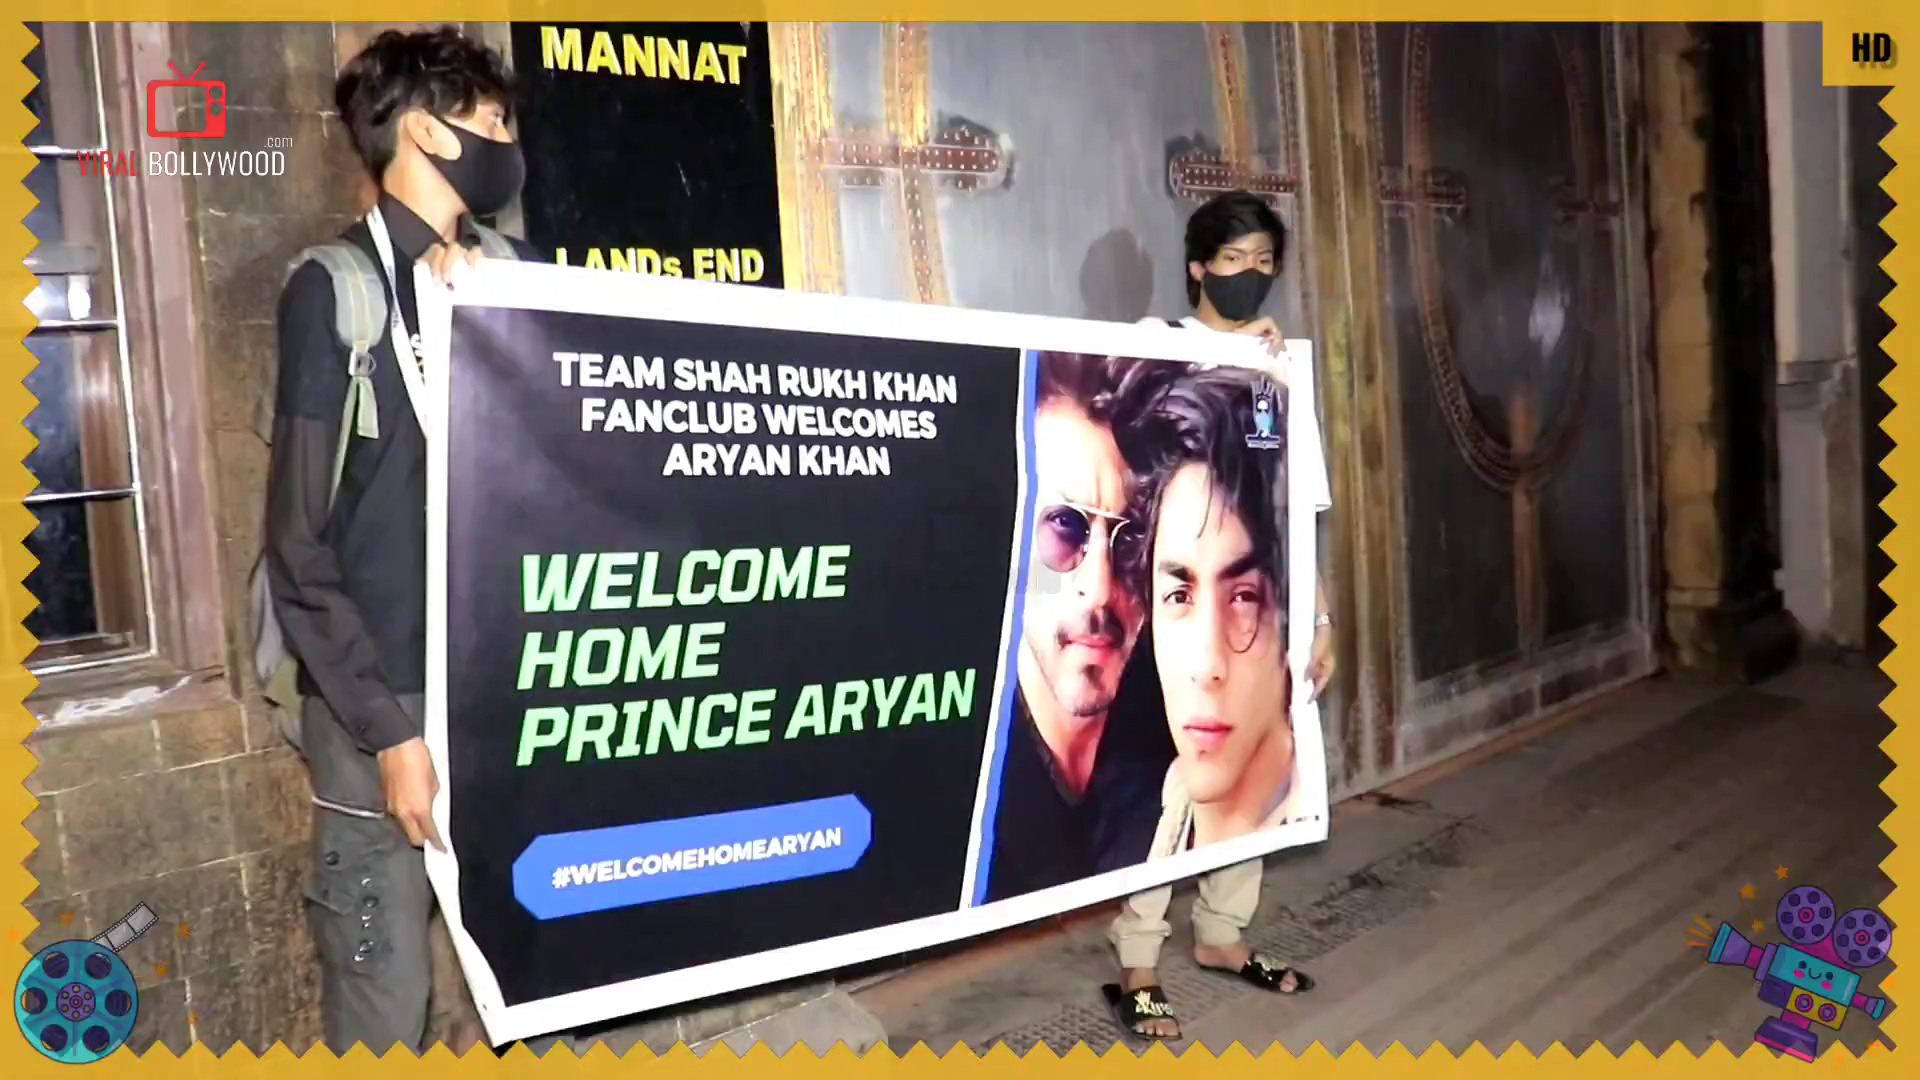 MANNAT
LANDs END
HD
.com
VIRAL BOLLYWOOD
TEAM SHAH RUKH KHAN
FANCLUB WELCOMES
ARYAN KHAN
WELCOME
HOME
PRINCE ARYAN
#WELCOMEHOMEARYAN